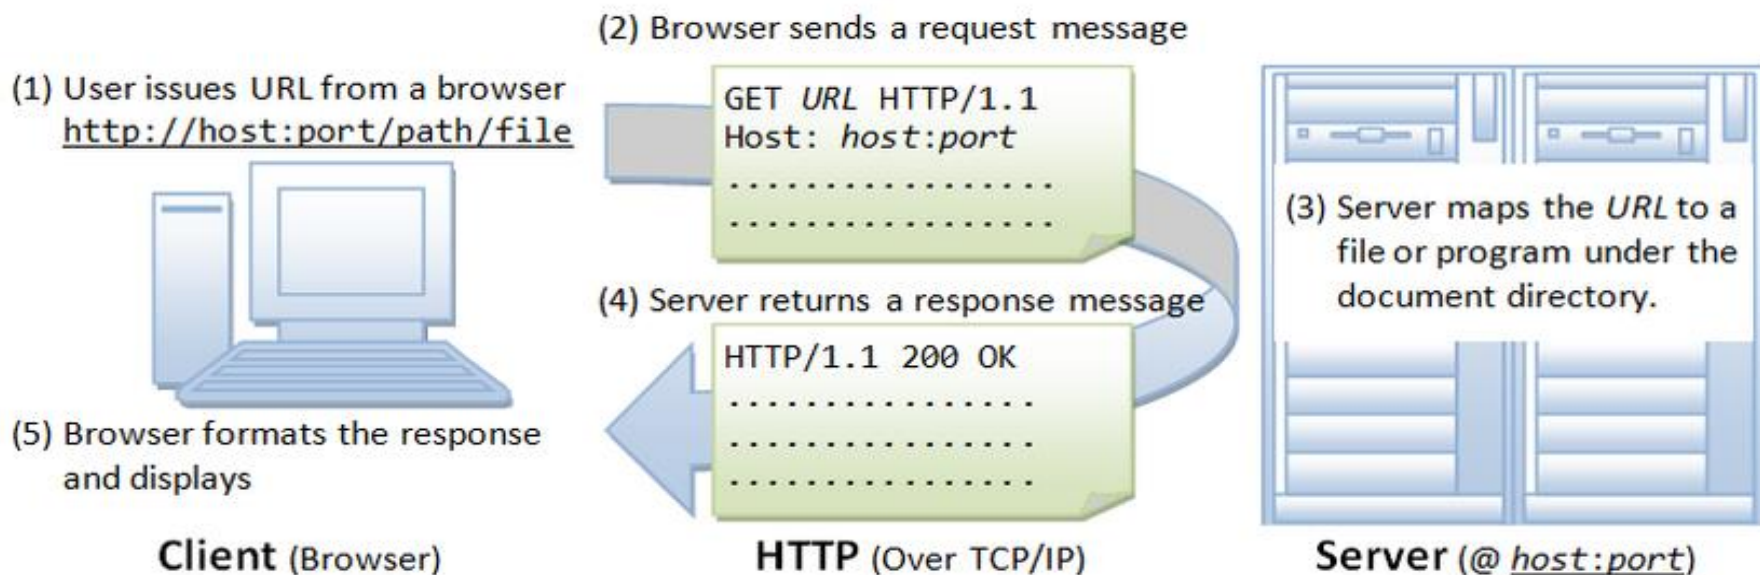 (1) User issues URL from a browser
http://host:port/path/file
(2) Browser sends a request message
GET URL HTTP/1.1
Host: host:port
. . . . . . . . . . . . . . . . .
. . . . . . . . . . . . . . . . .
(3) Server maps the URL to a
file or program under the
document directory.
(4) Server returns a response message
HTTP/1.1 200 OK
. . . . . . . . . . . . . . . .
. . . . . . . . . . . . . . . .
. . . . . . . . . . . . . . . .
(5) Browser formats the response
and displays
Client (Browser)
HTTP (Over TCP/IP)
Server (@ host:port)